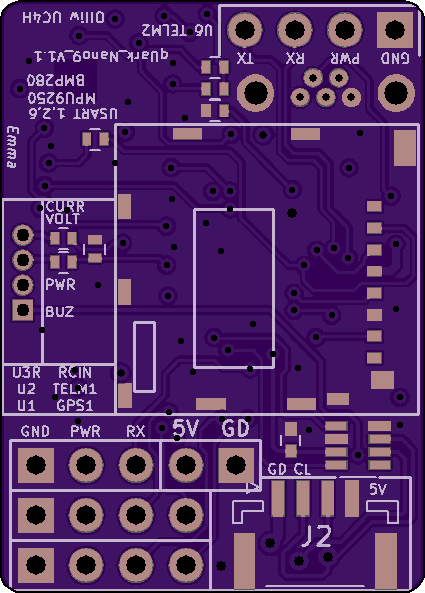 OlliW UC4H
U6 TELM2
qUark_Nano9_V1.1
BMP280
MPU9250
USART 1,2,6
GND PWR RX TX
Emma
CURR
VOLT
PWR
BUZ
U3R RCIN
U2 TELM1
U1 GPS1
GND PWR RX 5V GD
GD CL 5V
J2